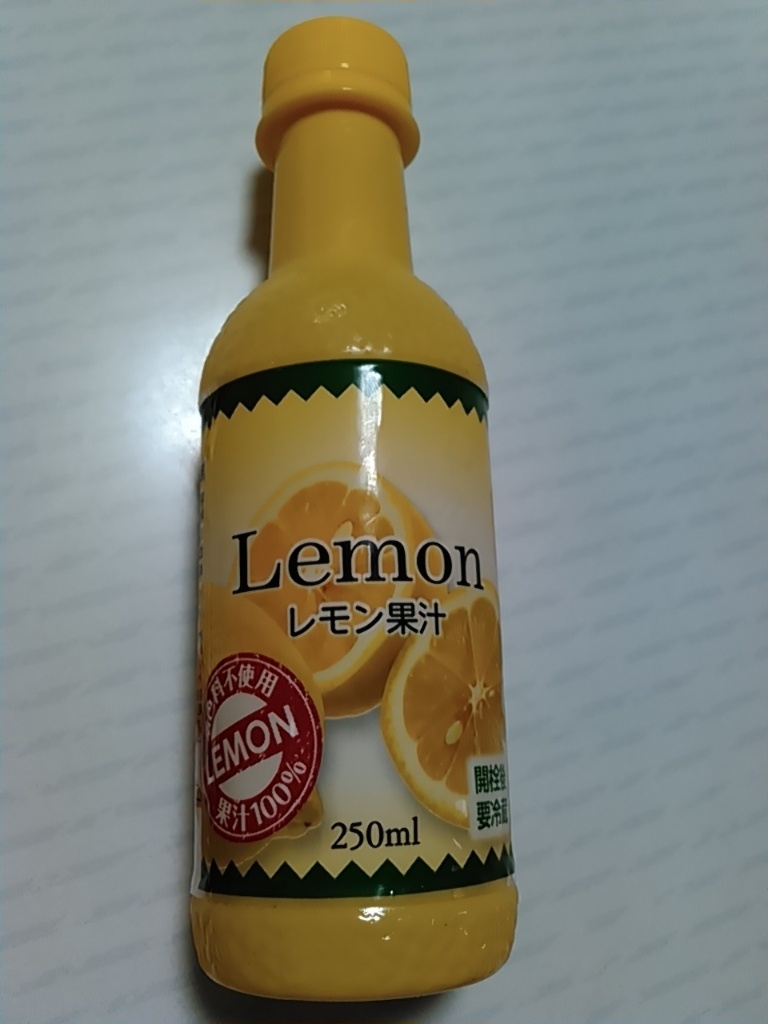 Lemon
レモン果汁
料不使用
LEMON
果汁100%
250ml
開栓後
要冷蔵